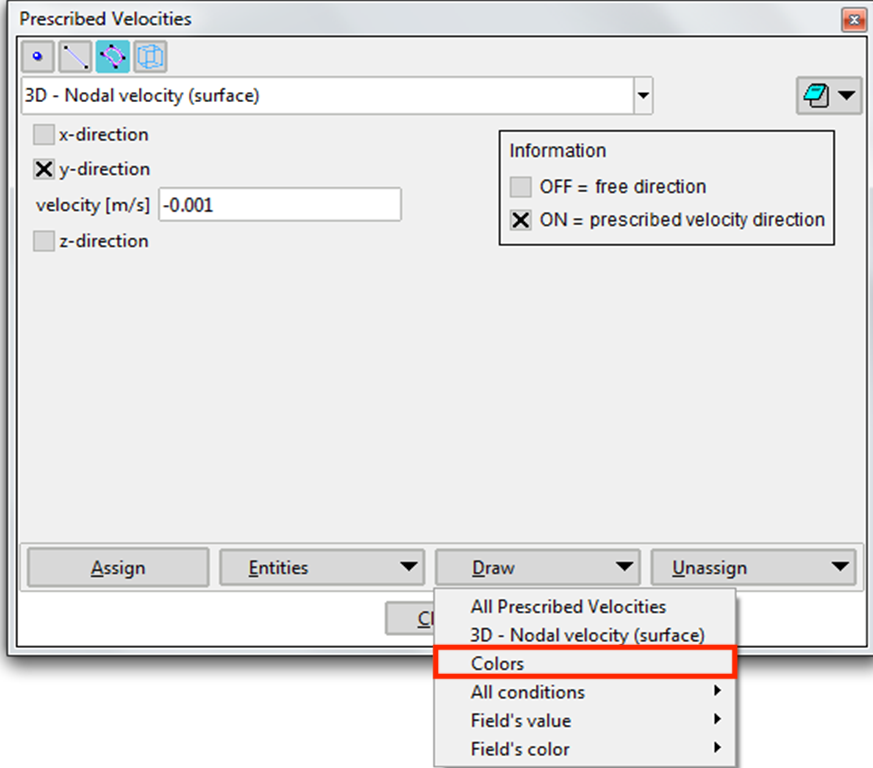 Prescribed Velocities
3D - Nodal velocity (surface)
x-direction
y-direction
velocity [m/s] -0.001
z-direction
Information
OFF = free direction
ON = prescribed velocity direction
Assign Entities Draw Unassign
All Prescribed Velocities
3D - Nodal velocity (surface)
Colors
All conditions
Field's value
Field's color